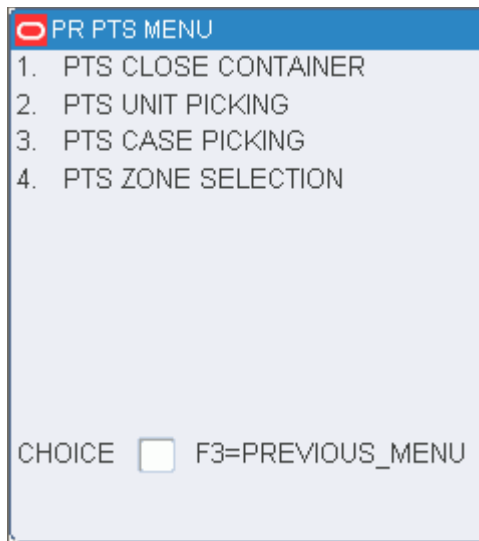 PR PTS MENU
1. PTS CLOSE CONTAINER
2. PTS UNIT PICKING
3. PTS CASE PICKING
4. PTS ZONE SELECTION
CHOICE F3=PREVIOUS_MENU